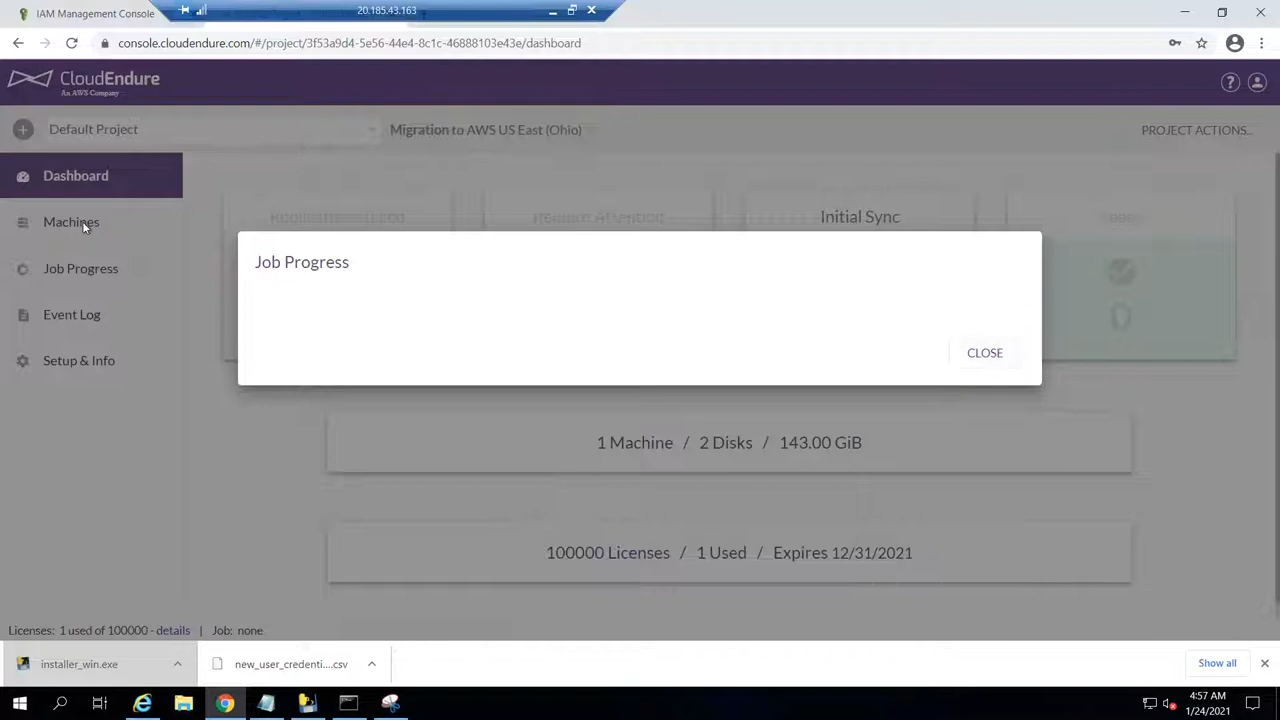 IAM Management Console
20.185.43.163
console.cloudendure.com/#/project/3f53a9d4-5e56-44e4-8c1c-46888103e43e/dashboard
CloudEndure
An AWS Company
Default Project
Migration to AWS US East (Ohio)
PROJECT ACTIONS...
Dashboard
Machines
Job Progress
Event Log
Setup & Info
Initial Sync
Job Progress
CLOSE
1 Machine / 2 Disks / 143.00 GiB
100000 Licenses / 1 Used / Expires 12/31/2021
Licenses: 1 used of 100000 - details | Job: none
installer_win.exe
new_user_credenti....csv
Show all
4:57 AM
1/24/2021